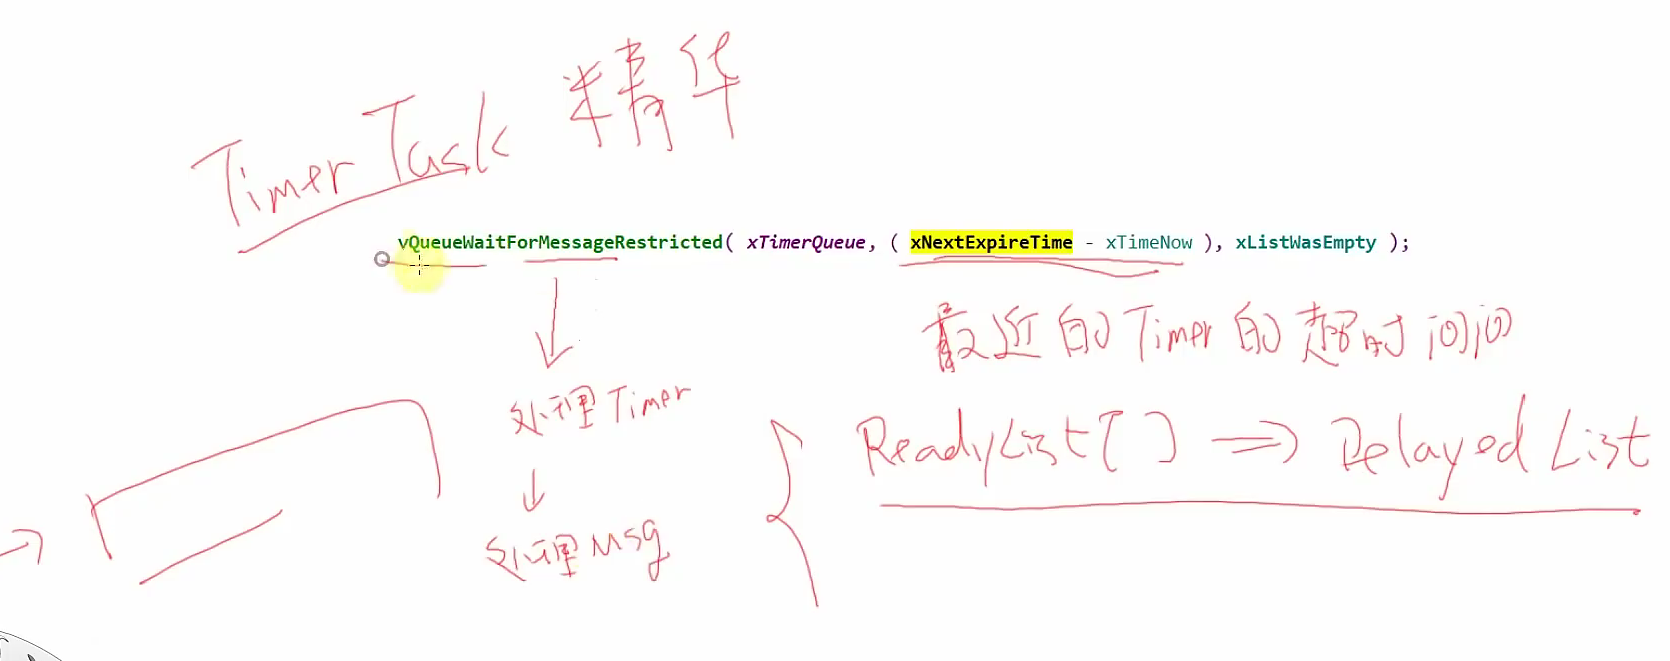 Timer Task 精华
vQueueWaitForMessageRestricted( xTimerQueue, ( xNextExpireTime - xTimeNow ), xListWasEmpty );
最近的Timer的超时间间
处理Timer
ReadyList[ ] => Delayed List
处理Msg